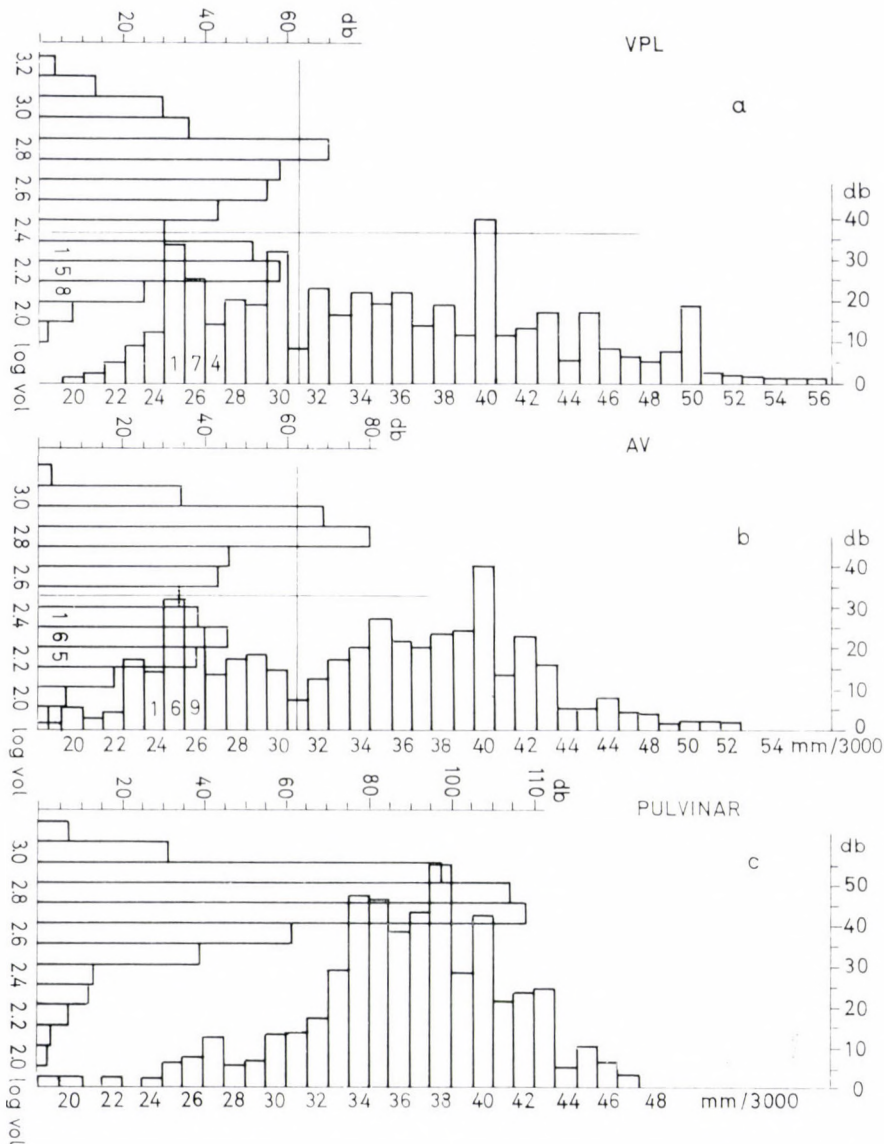 20 40 60 db
VPL
a
3.2 3.0 2.8 2.6 2.4 2.2 2.0 log vol
1 5 8
db
40
30
20
10
0
1 7 4
20 22 24 26 28 30 32 34 36 38 40 42 44 46 48 50 52 54 56
20 40 60 80 db
AV
b
3.0 2.8 2.6 2.4 2.2 2.0 log vol
1 6 5
db
40
30
20
10
0
1 6 9
20 22 24 26 28 30 32 34 36 38 40 42 44 44 48 50 52 54 mm/3000
20 40 60 80 100 110 db
PULVINAR
c
3.0 2.8 2.6 2.4 2.2 2.0 log vol
db
50
40
30
20
10
0
20 22 24 26 28 30 32 34 36 38 40 42 44 46 48 mm/3000